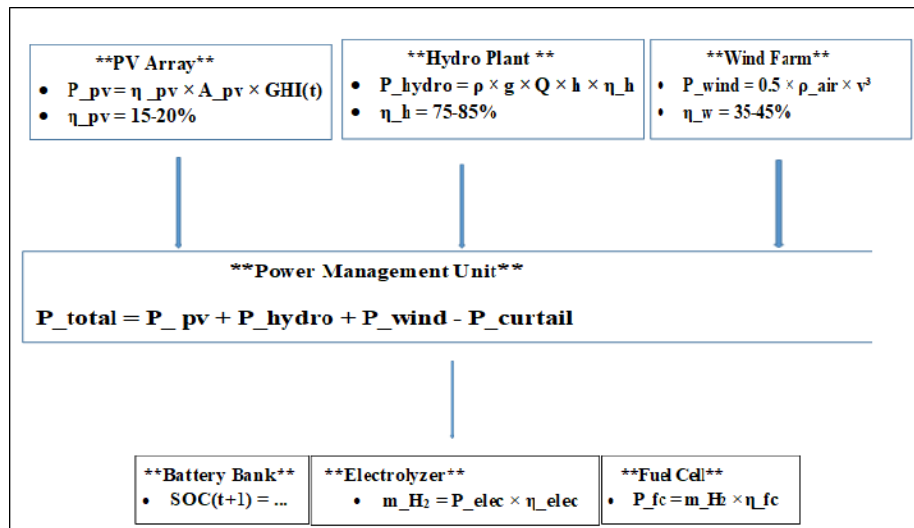 **PV Array**
• P_pv= η _pv × A_pv × GHI(t)
• η_pv = 15-20%
**Hydro Plant **
• P_hydro= ρ × g × Q × h × η_h
• η_h = 75-85%
**Wind Farm**
• P_wind = 0.5 × ρ_air × v³
• η_w = 35-45%
**Power Management Unit**
P_total = P_ pv + P_hydro + P_wind - P_curtail
**Battery Bank**
• SOC(t+1) = ...
**Electrolyzer**
• m_H₂ = P_elec × η_elec
**Fuel Cell**
• P_fc = m_H₂ × η_fc